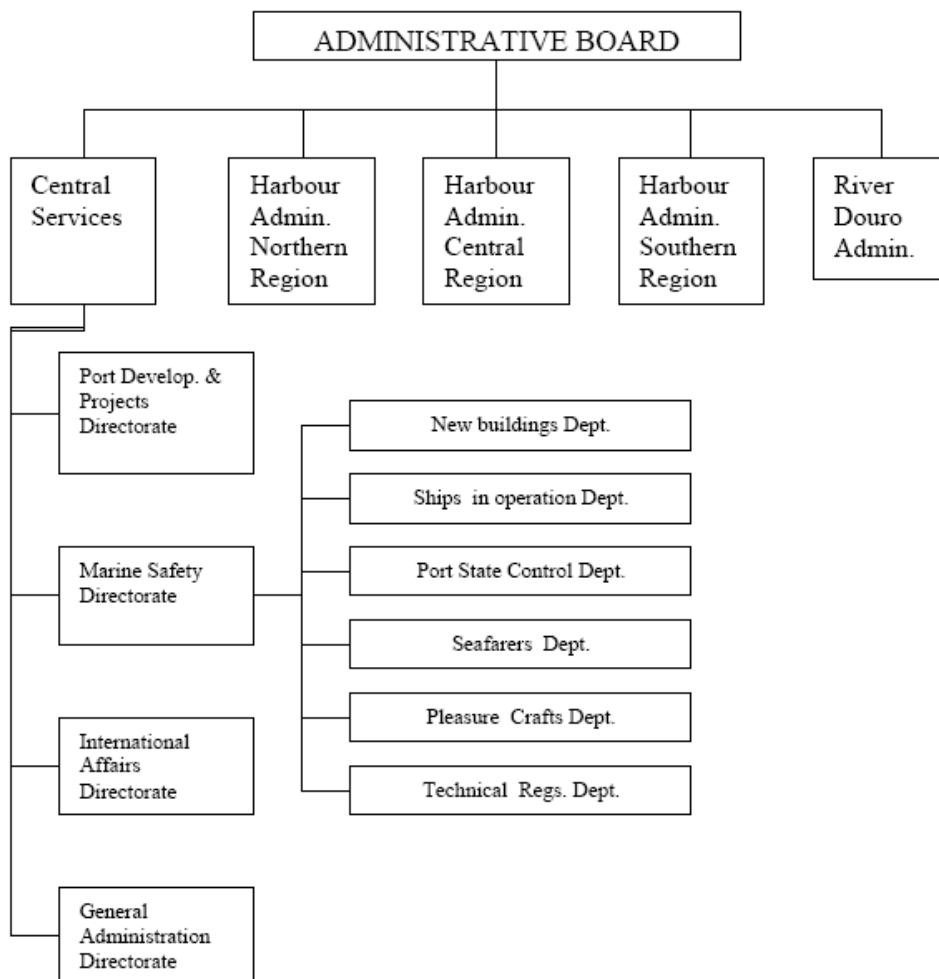 ADMINISTRATIVE BOARD
Central
Services
Harbour
Admin.
Northern
Region
Harbour
Admin.
Central
Region
Harbour
Admin.
Southern
Region
River
Douro
Admin.
Port Develop. &
Projects
Directorate
Marine Safety
Directorate
International
Affairs
Directorate
General
Administration
Directorate
New buildings Dept.
Ships in operation Dept.
Port State Control Dept.
Seafarers Dept.
Pleasure Crafts Dept.
Technical Regs. Dept.